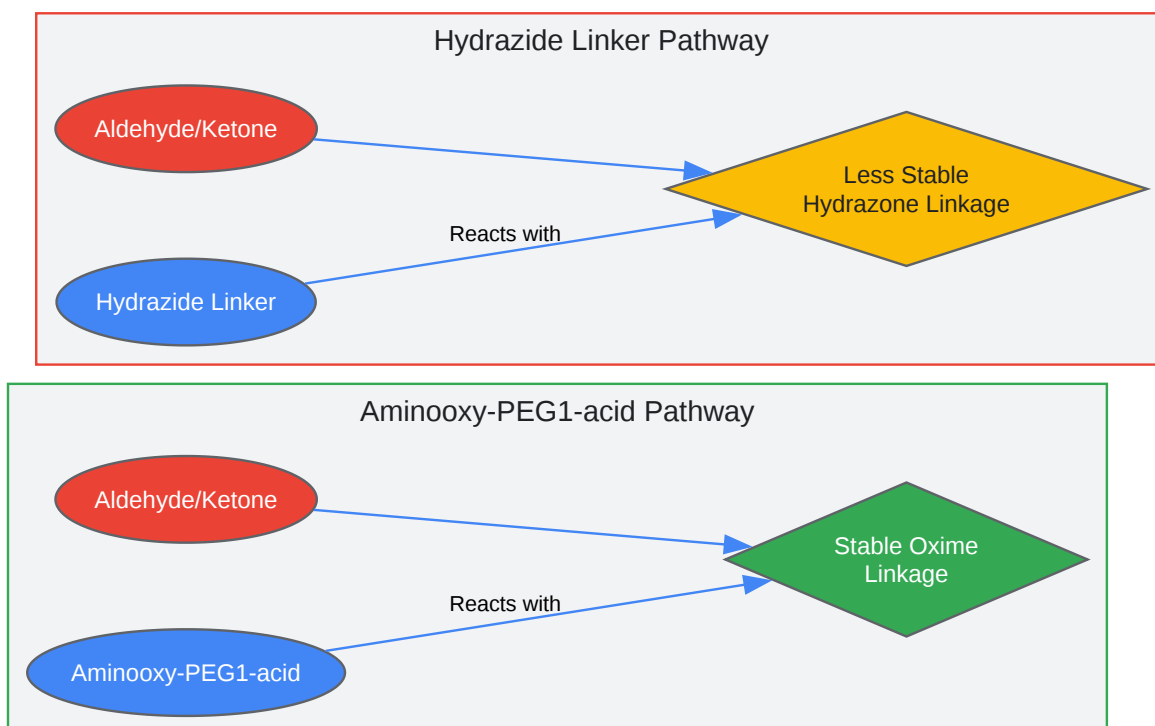 Hydrazide Linker Pathway
Aldehyde/Ketone
Less Stable
Hydrazone Linkage
Reacts with
Hydrazide Linker
Aminooxy-PEG1-acid Pathway
Aldehyde/Ketone
Stable Oxime
Linkage
Reacts with
Aminooxy-PEG1-acid